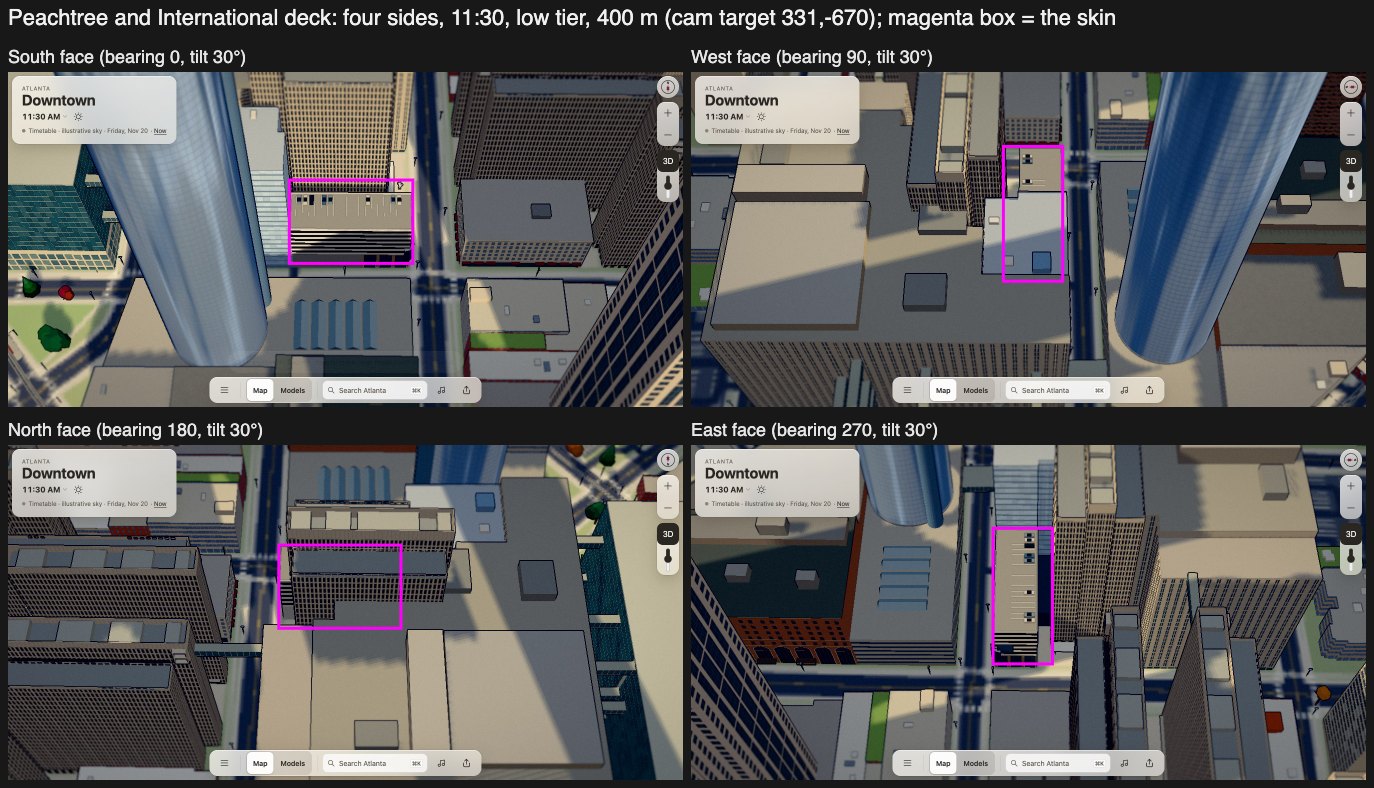 Peachtree and International deck: four sides, 11:30, low tier, 400 m (cam target 331,-670); magenta box = the skin
South face (bearing 0, tilt 30°)
ATLANTA
Downtown
11:30 AM
Timetable · illustrative sky · Friday, Nov 20 · Now
3D
Map
Models
Search Atlanta
⌘K
West face (bearing 90, tilt 30°)
ATLANTA
Downtown
11:30 AM
Timetable · illustrative sky · Friday, Nov 20 · Now
3D
Map
Models
Search Atlanta
⌘K
North face (bearing 180, tilt 30°)
ATLANTA
Downtown
11:30 AM
Timetable · illustrative sky · Friday, Nov 20 · Now
3D
Map
Models
Search Atlanta
⌘K
East face (bearing 270, tilt 30°)
ATLANTA
Downtown
11:30 AM
Timetable · illustrative sky · Friday, Nov 20 · Now
3D
Map
Models
Search Atlanta
⌘K